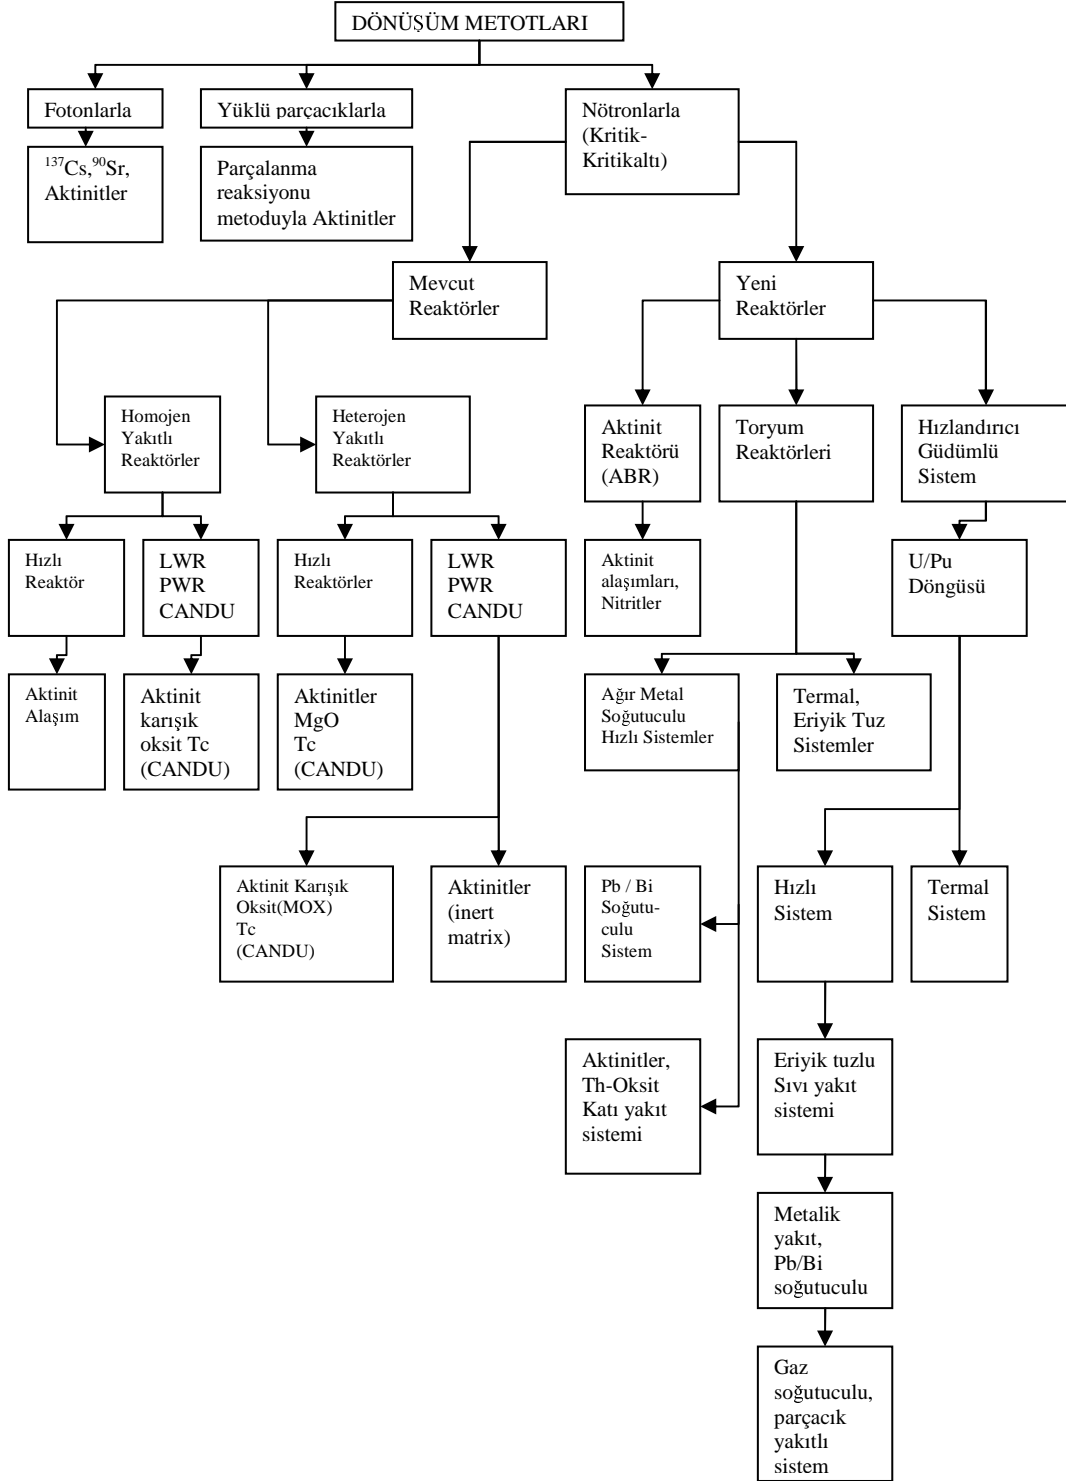 DÖNÜŞÜM METOTLARI
Fotonlarla
Yüklü parçacıklarla
Nötronlarla
(Kritik-
Kritikaltı)
¹³⁷Cs,⁹⁰Sr,
Aktinitler
Parçalanma
reaksiyonu
metoduyla Aktinitler
Mevcut
Reaktörler
Yeni
Reaktörler
Homojen
Yakıtlı
Reaktörler
Heterojen
Yakıtlı
Reaktörler
Aktinit
Reaktörü
(ABR)
Toryum
Reaktörleri
Hızlandırıcı
Güdümlü
Sistem
Hızlı
Reaktör
LWR
PWR
CANDU
Hızlı
Reaktörler
LWR
PWR
CANDU
Aktinit
alaşımları,
Nitritler
U/Pu
Döngüsü
Aktinit
Alaşım
Aktinit
karışık
oksit Tc
(CANDU)
Aktinitler
MgO
Tc
(CANDU)
Ağır Metal
Soğutuculu
Hızlı Sistemler
Termal,
Eriyik Tuz
Sistemler
Aktinit Karışık
Oksit(MOX)
Tc
(CANDU)
Aktinitler
(inert
matrix)
Pb / Bi
Soğutu-
culu
Sistem
Hızlı
Sistem
Termal
Sistem
Aktinitler,
Th-Oksit
Katı yakıt
sistemi
Eriyik tuzlu
Sıvı yakıt
sistemi
Metalik
yakıt,
Pb/Bi
soğutuculu
Gaz
soğutuculu,
parçacık
yakıtlı
sistem